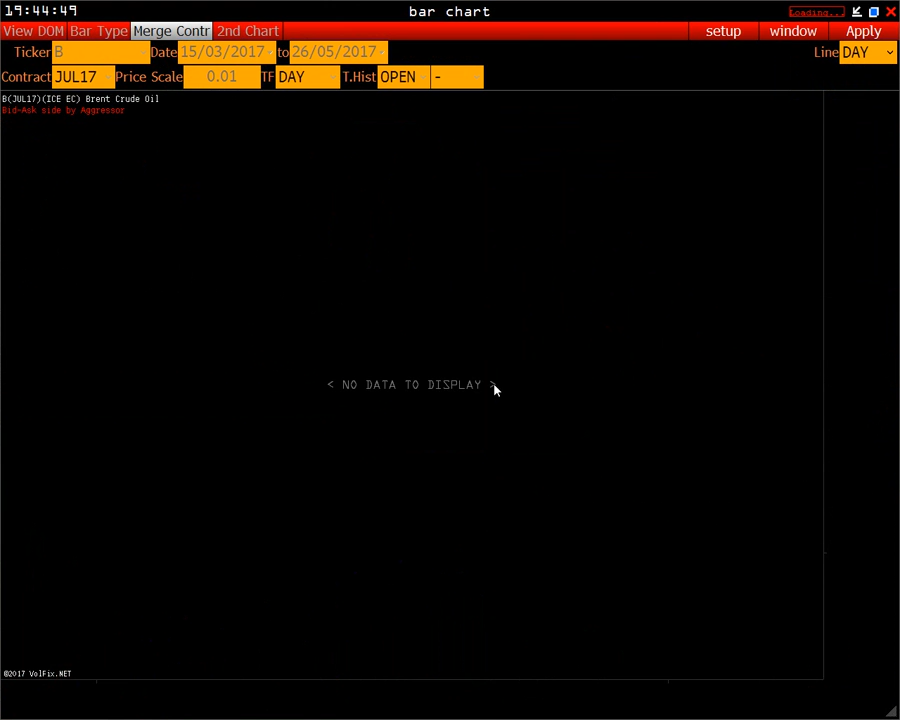 19:44:49 bar chart Loading...
View DOM Bar Type Merge Contr 2nd Chart setup window Apply
Ticker B Date 15/03/2017 to 26/05/2017 Line DAY
Contract JUL17 Price Scale 0.01 TF DAY T.Hist OPEN -
B(JUL17)(ICE EC) Brent Crude Oil
Bid-Ask side by Aggressor
< NO DATA TO DISPLAY >
©2017 VolFix.NET